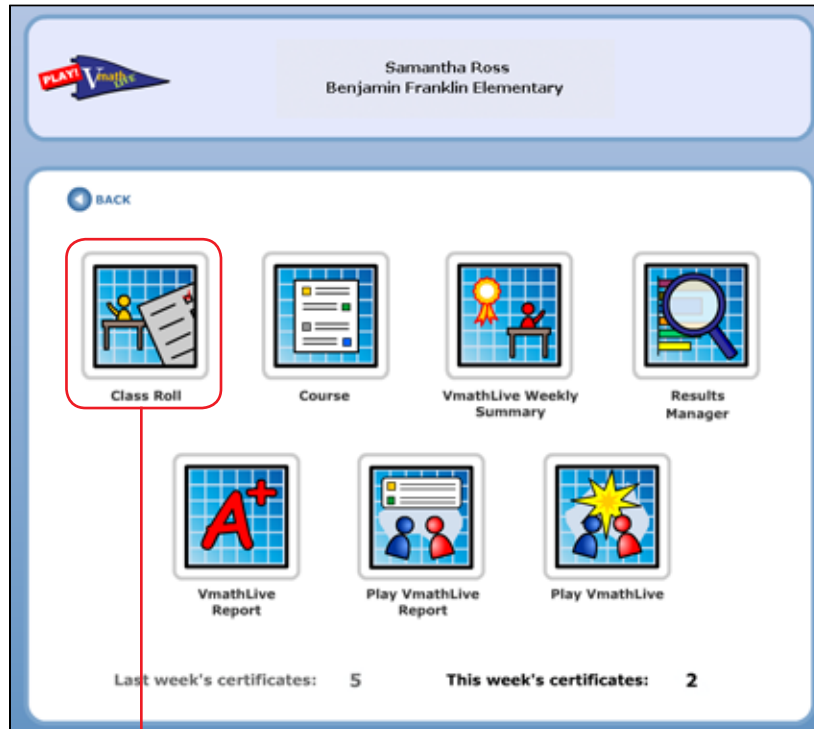 PLAY! Vmathlive
Samantha Ross
Benjamin Franklin Elementary
BACK
Class Roll
Course
VmathLive Weekly
Summary
Results
Manager
A+
VmathLive
Report
Play VmathLive
Report
Play VmathLive
Last week's certificates: 5 This week's certificates: 2